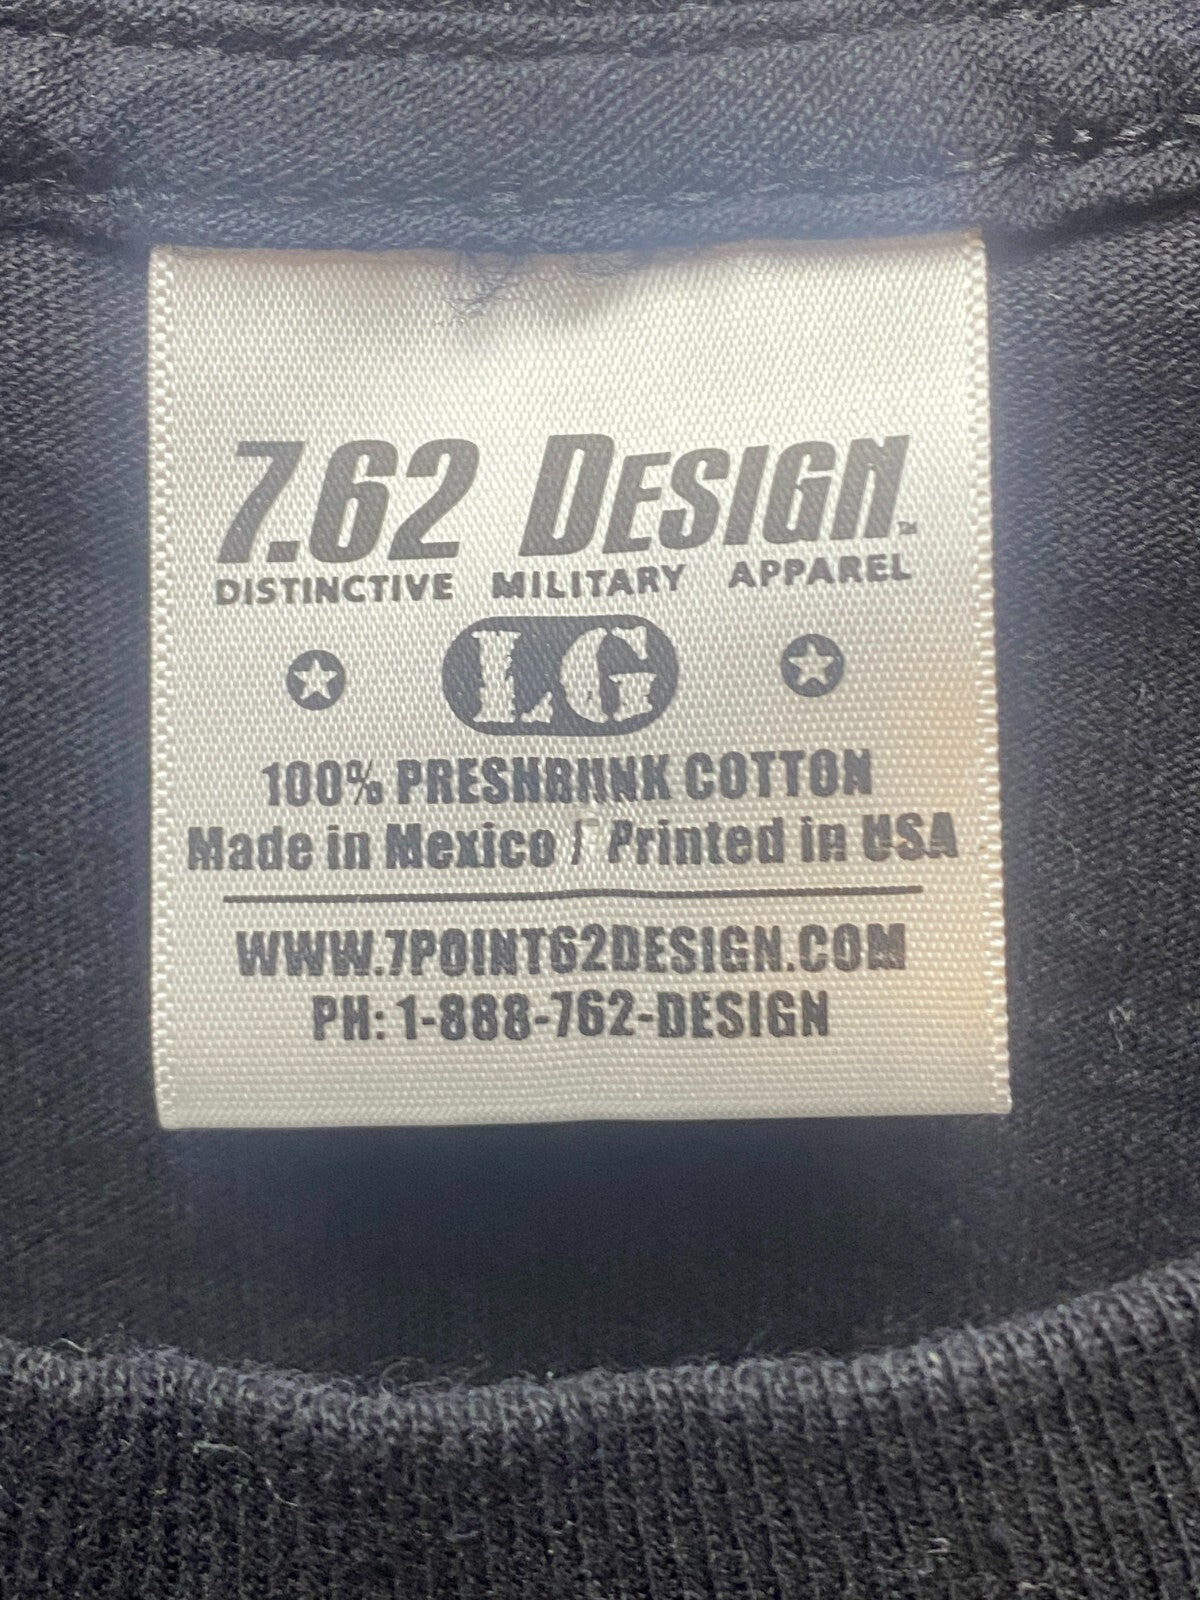 7.62 DESIGN™
DISTINCTIVE MILITARY APPAREL
LG
100% PRESHRUNK COTTON
Made in Mexico / Printed in USA
WWW.7POINT62DESIGN.COM
PH: 1-888-762-DESIGN